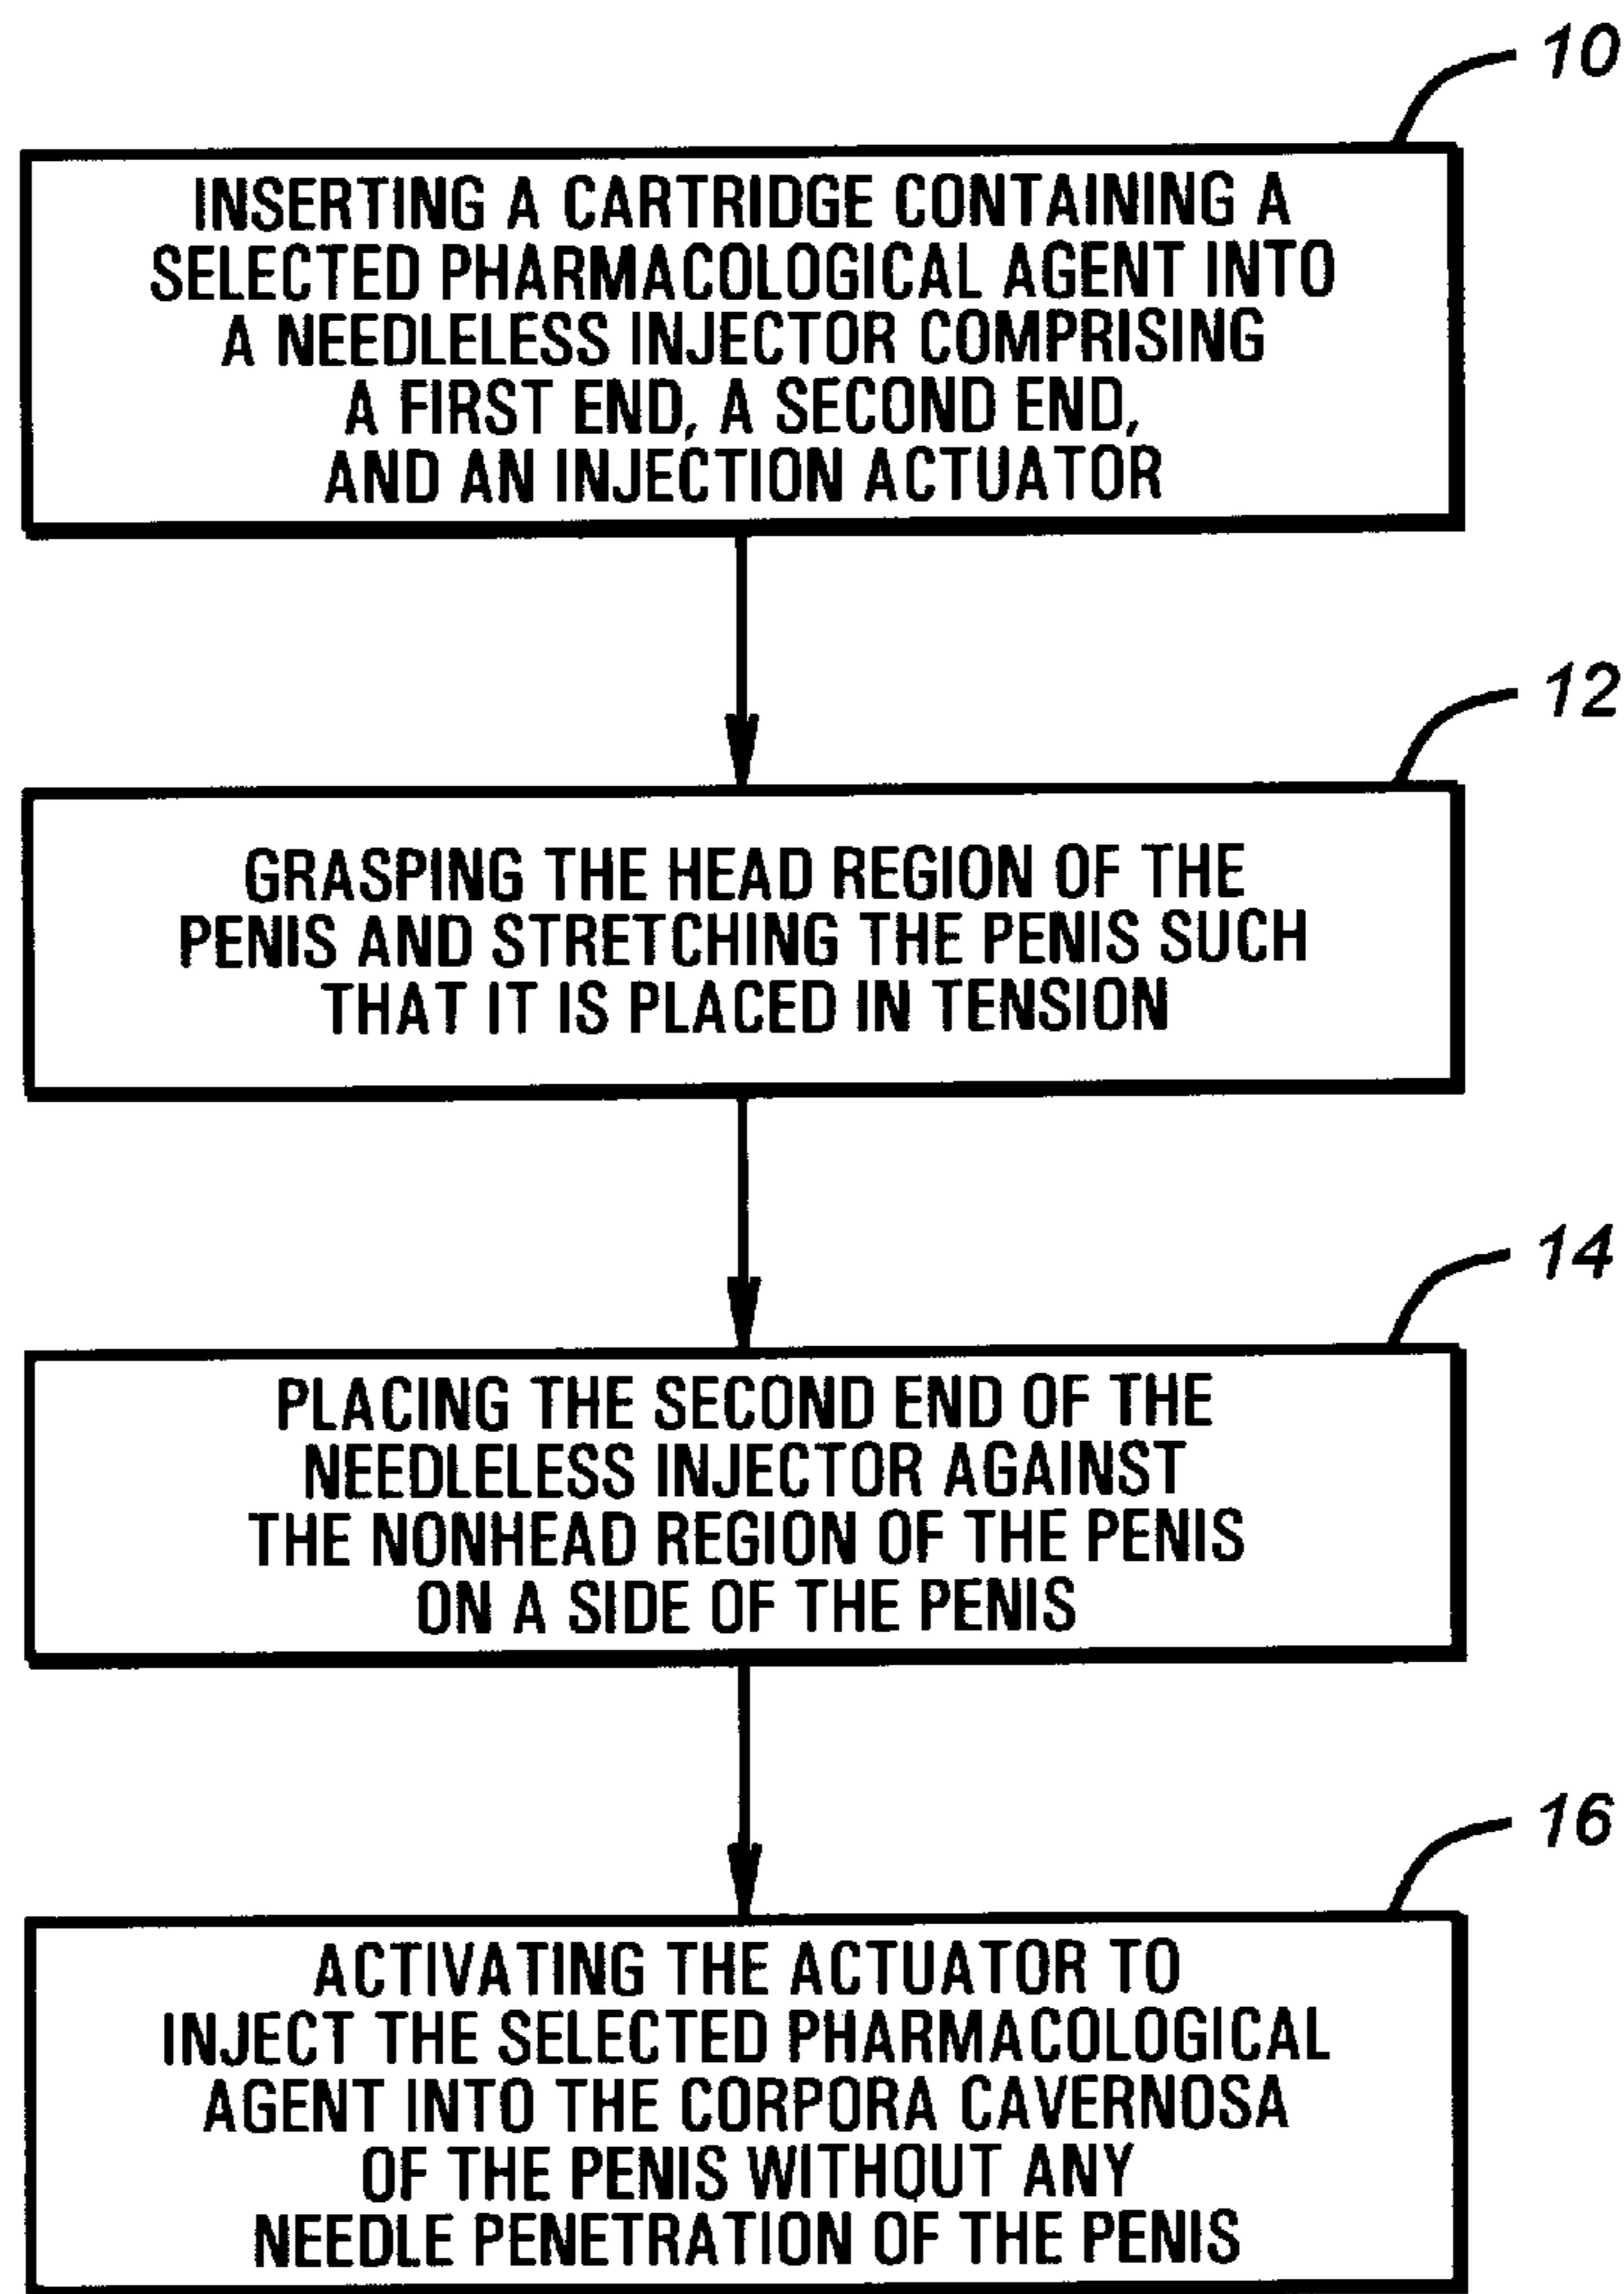 10
INSERTING A CARTRIDGE CONTAINING A
SELECTED PHARMACOLOGICAL AGENT INTO
A NEEDLELESS INJECTOR COMPRISING
A FIRST END, A SECOND END,
AND AN INJECTION ACTUATOR
12
GRASPING THE HEAD REGION OF THE
PENIS AND STRETCHING THE PENIS SUCH
THAT IT IS PLACED IN TENSION
14
PLACING THE SECOND END OF THE
NEEDLELESS INJECTOR AGAINST
THE NONHEAD REGION OF THE PENIS
ON A SIDE OF THE PENIS
16
ACTIVATING THE ACTUATOR TO
INJECT THE SELECTED PHARMACOLOGICAL
AGENT INTO THE CORPORA CAVERNOSA
OF THE PENIS WITHOUT ANY
NEEDLE PENETRATION OF THE PENIS